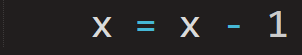 x = x - 1